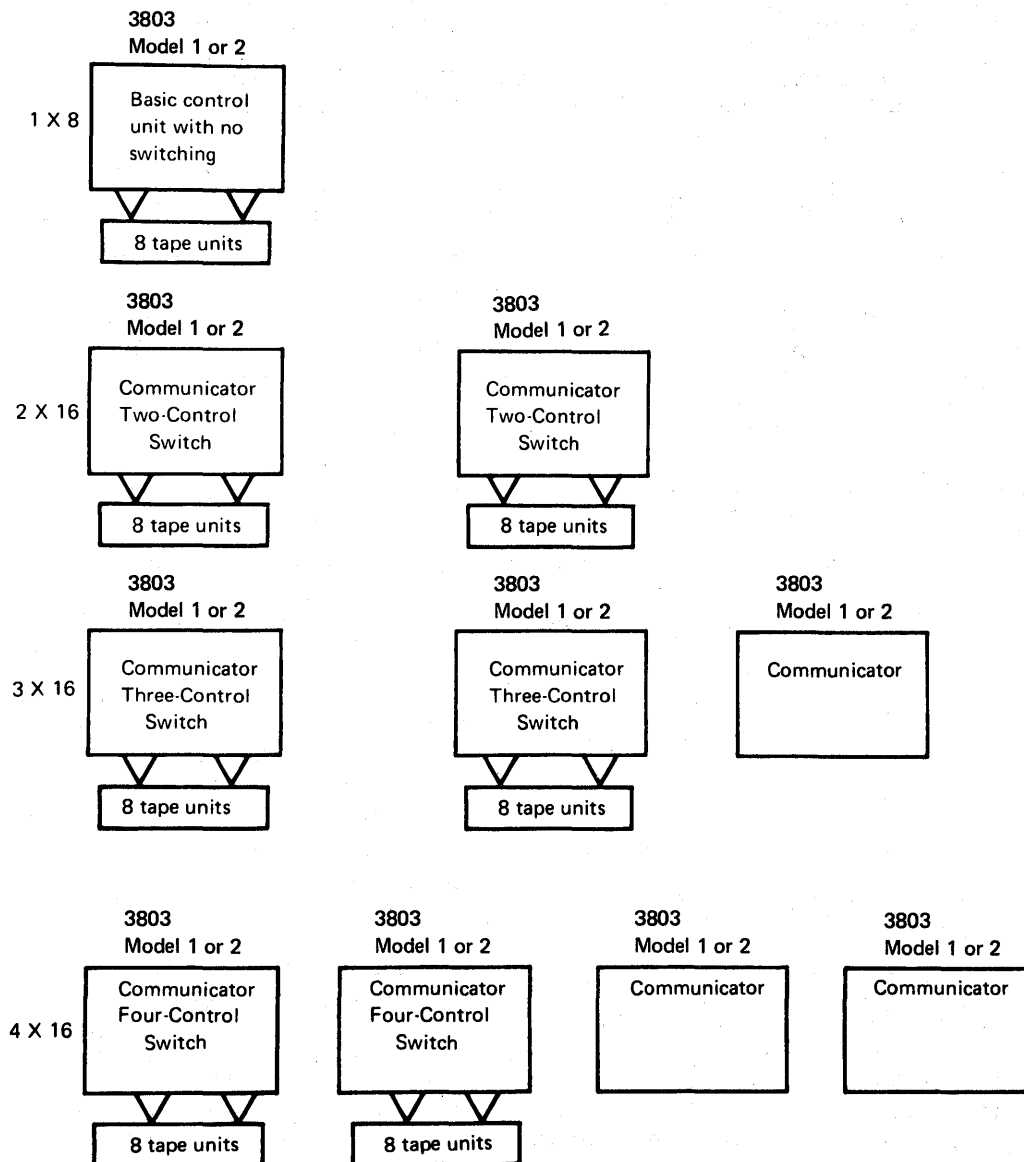 3803
Model 1 or 2
1 X 8
Basic control
unit with no
switching
8 tape units
3803
Model 1 or 2
3803
Model 1 or 2
2 X 16
Communicator
Two-Control
Switch
Communicator
Two-Control
Switch
8 tape units
8 tape units
3803
Model 1 or 2
3803
Model 1 or 2
3803
Model 1 or 2
3 X 16
Communicator
Three-Control
Switch
Communicator
Three-Control
Switch
Communicator
8 tape units
8 tape units
3803
Model 1 or 2
3803
Model 1 or 2
3803
Model 1 or 2
3803
Model 1 or 2
4 X 16
Communicator
Four-Control
Switch
Communicator
Four-Control
Switch
Communicator
Communicator
8 tape units
8 tape units